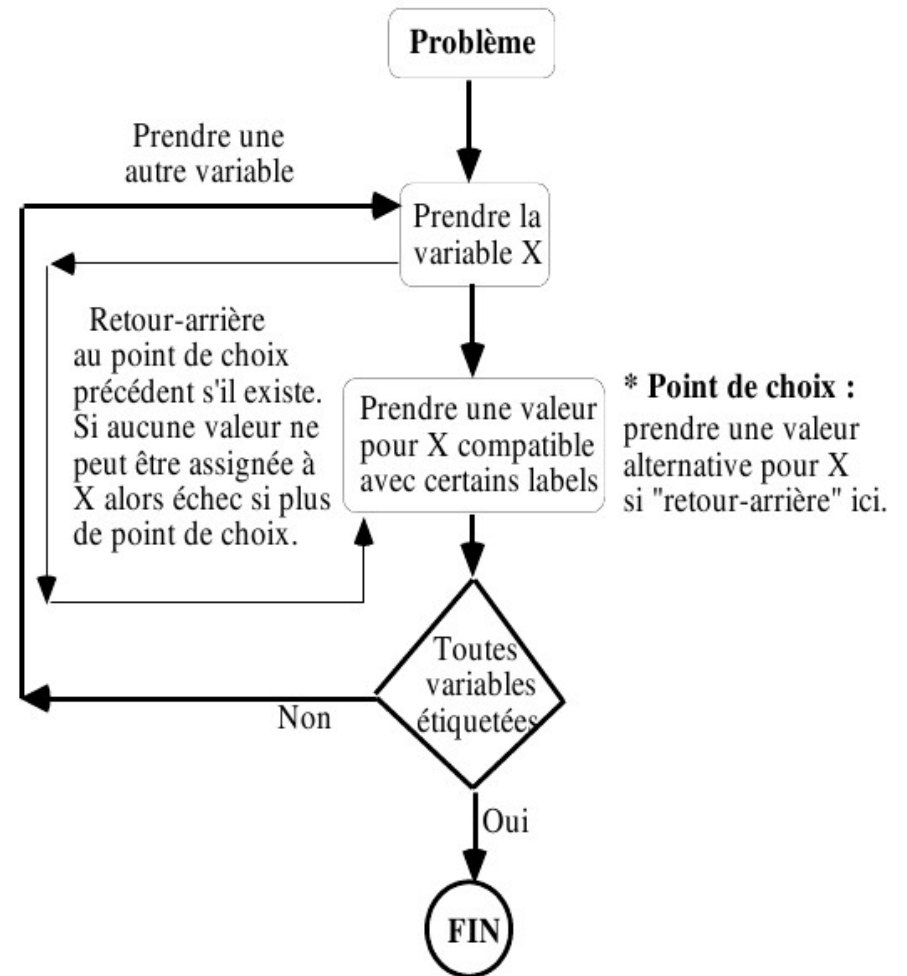 Problème
Prendre une
autre variable
Prendre la
variable X
Retour-arrière
au point de choix
précédent s'il existe.
Si aucune valeur ne
peut être assignée à
X alors échec si plus
de point de choix.
Prendre une valeur
pour X compatible
avec certains labels
* Point de choix :
prendre une valeur
alternative pour X
si "retour-arrière" ici.
Toutes
variables
étiquetées
Non
Oui
FIN